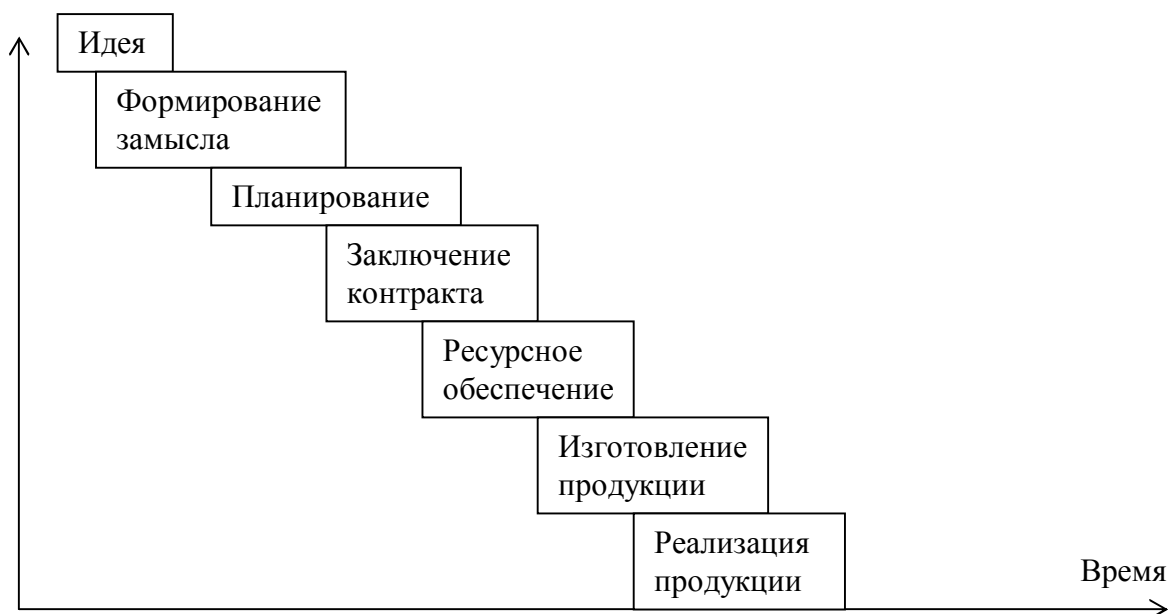 Идея
Формирование
замысла
Планирование
Заключение
контракта
Ресурсное
обеспечение
Изготовление
продукции
Реализация
продукции
Время